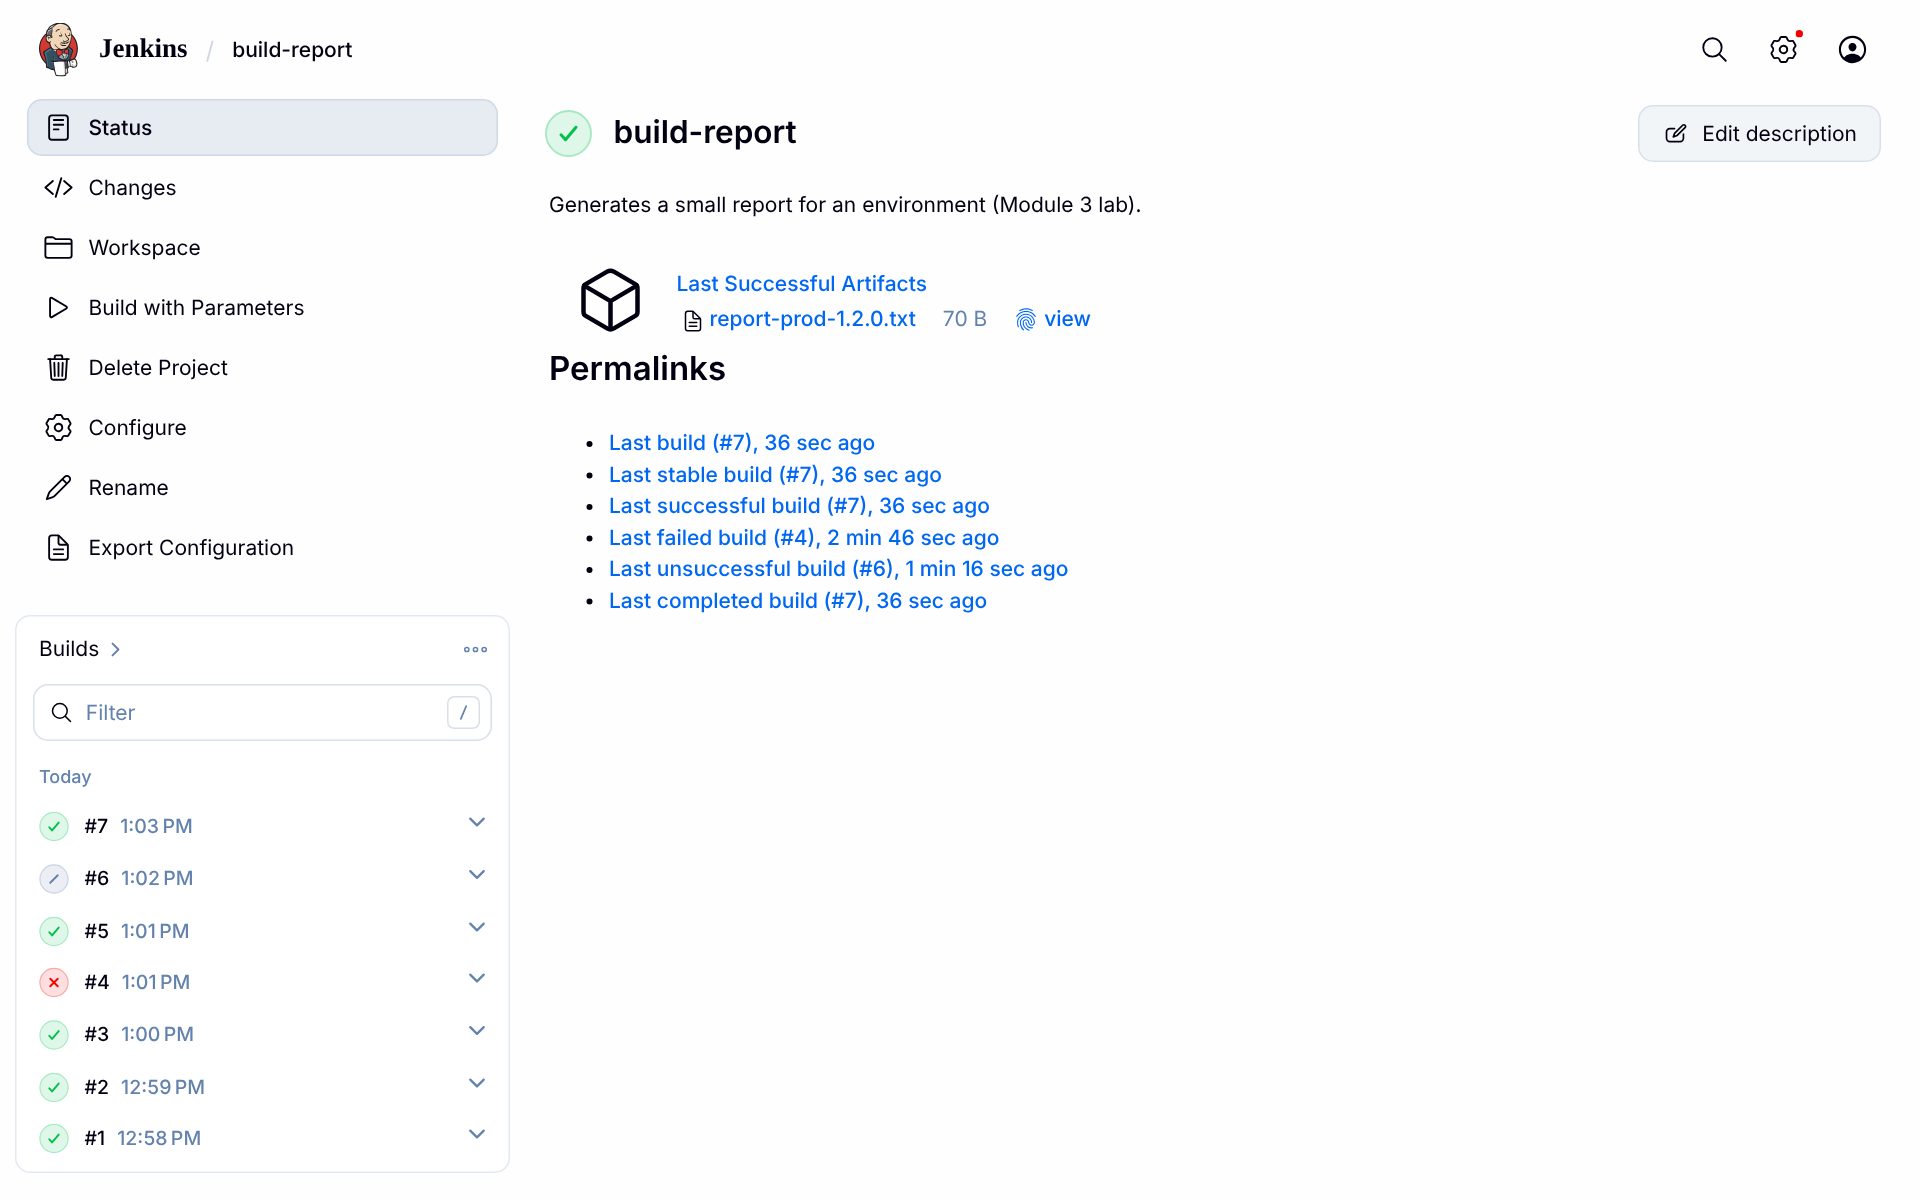 Jenkins / build-report
Status
Changes
Workspace
Build with Parameters
Delete Project
Configure
Rename
Export Configuration
Builds
Filter /
Today
#7 1:03 PM
#6 1:02 PM
#5 1:01 PM
#4 1:01 PM
#3 1:00 PM
#2 12:59 PM
#1 12:58 PM
build-report
Edit description
Generates a small report for an environment (Module 3 lab).
Last Successful Artifacts
report-prod-1.2.0.txt 70 B view
Permalinks
Last build (#7), 36 sec ago
Last stable build (#7), 36 sec ago
Last successful build (#7), 36 sec ago
Last failed build (#4), 2 min 46 sec ago
Last unsuccessful build (#6), 1 min 16 sec ago
Last completed build (#7), 36 sec ago